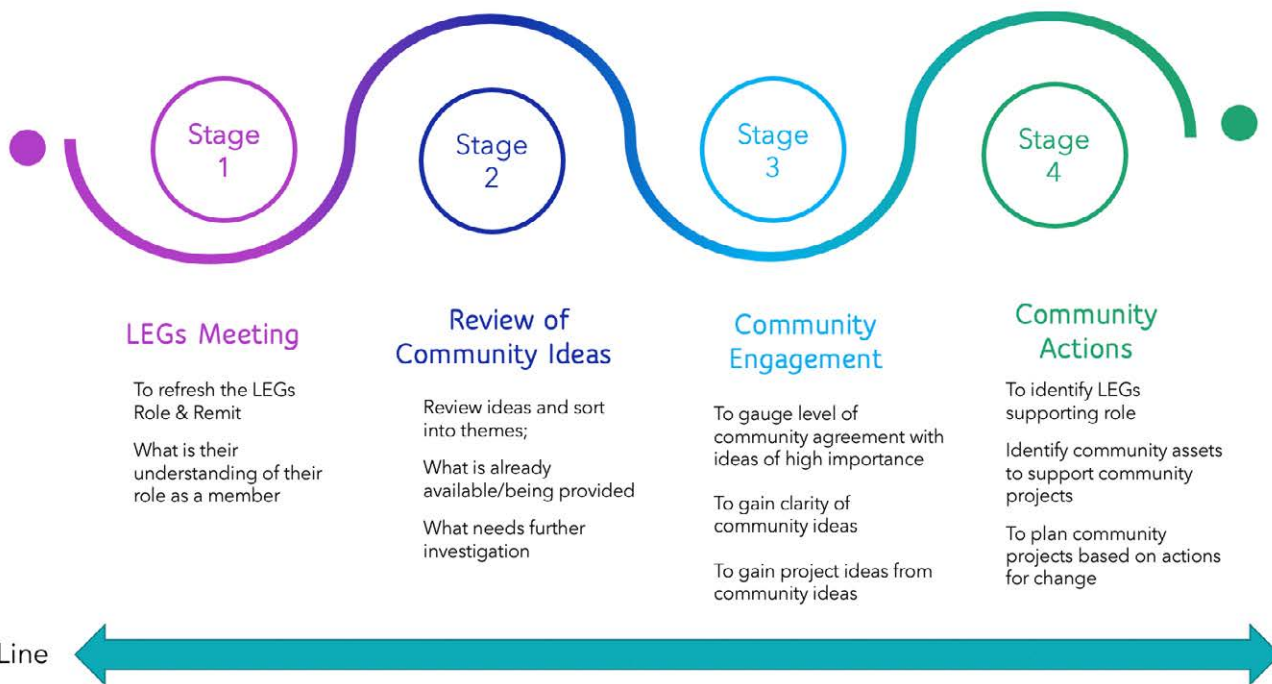 Stage
1
Stage
2
Stage
3
Stage
4
LEGs Meeting
To refresh the LEGs
Role & Remit
What is their
understanding of their
role as a member
Review of
Community Ideas
Review ideas and sort
into themes;
What is already
available/being provided
What needs further
investigation
Community
Engagement
To gauge level of
community agreement with
ideas of high importance
To gain clarity of
community ideas
To gain project ideas from
community ideas
Community
Actions
To identify LEGs
supporting role
Identify community assets
to support community
projects
To plan community
projects based on actions
for change
Line